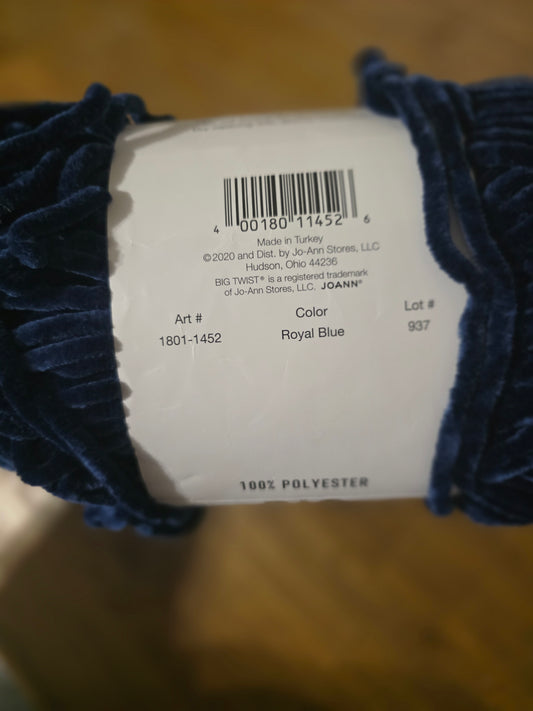 4 00180 11452 6
Made in Turkey
©2020 and Dist. by Jo-Ann Stores, LLC
Hudson, Ohio 44236
BIG TWIST® is a registered trademark
of Jo-Ann Stores, LLC. JOANN®
Art # Color Lot #
1801-1452 Royal Blue 937
100% POLYESTER